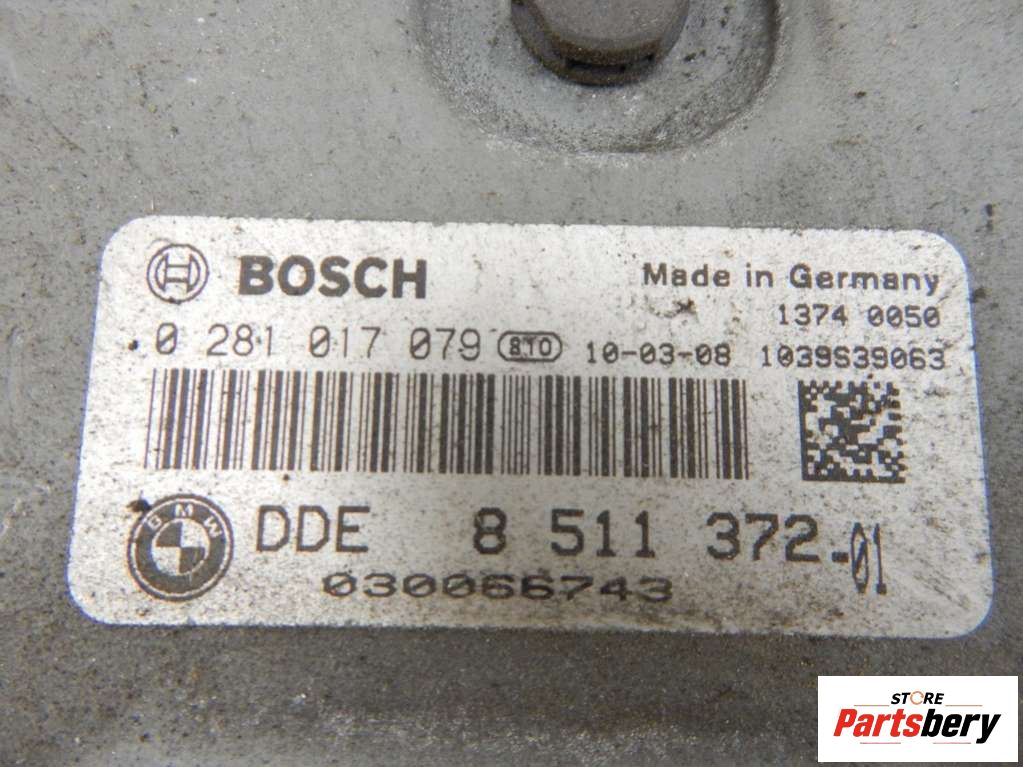 BOSCH
Made in Germany
1374 0050
0 281 017 079 810 10-03-08 1039S39063
BMW DDE 8 511 372-01
030066743
STORE
Partsbery